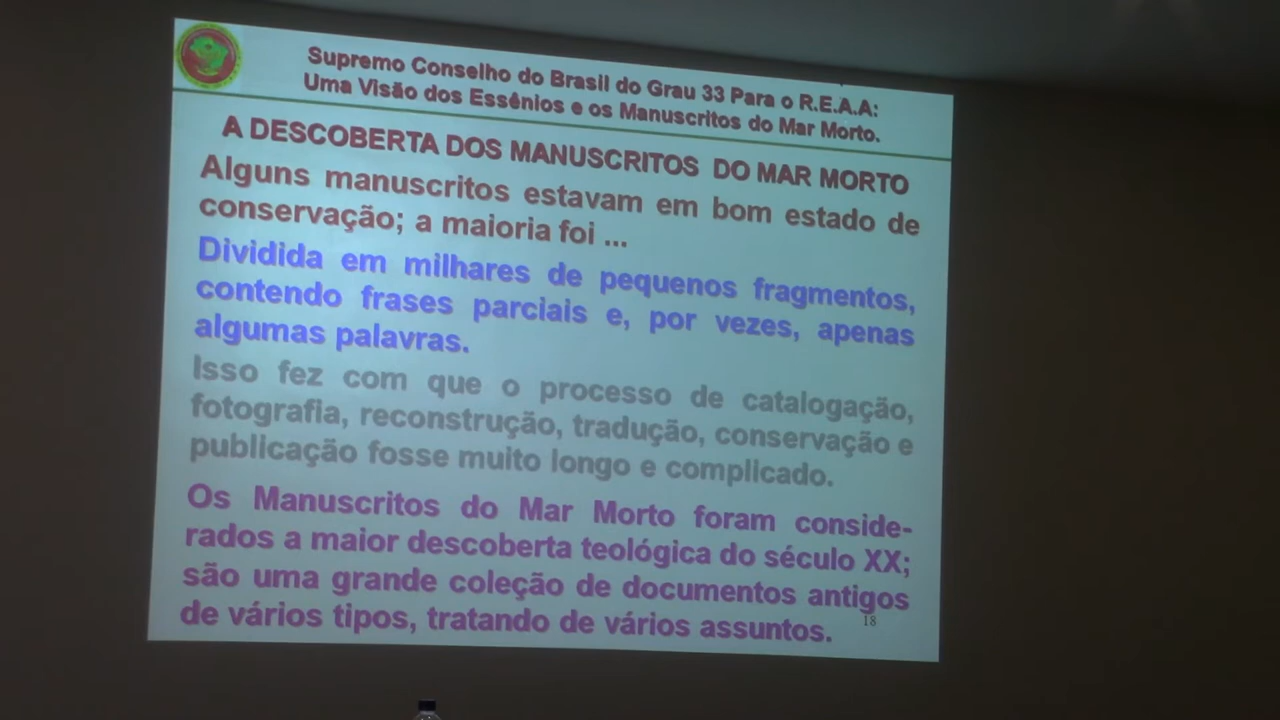 Supremo Conselho do Brasil do Grau 33 Para o R.E.A.A:
Uma Visão dos Essênios e os Manuscritos do Mar Morto.
A DESCOBERTA DOS MANUSCRITOS DO MAR MORTO
Alguns manuscritos estavam em bom estado de
conservação; a maioria foi ...
Dividida em milhares de pequenos fragmentos,
contendo frases parciais e, por vezes, apenas
algumas palavras.
Isso fez com que o processo de catalogação,
fotografia, reconstrução, tradução, conservação e
publicação fosse muito longo e complicado.
Os Manuscritos do Mar Morto foram conside-
rados a maior descoberta teológica do século XX;
são uma grande coleção de documentos antigos
de vários tipos, tratando de vários assuntos.
18